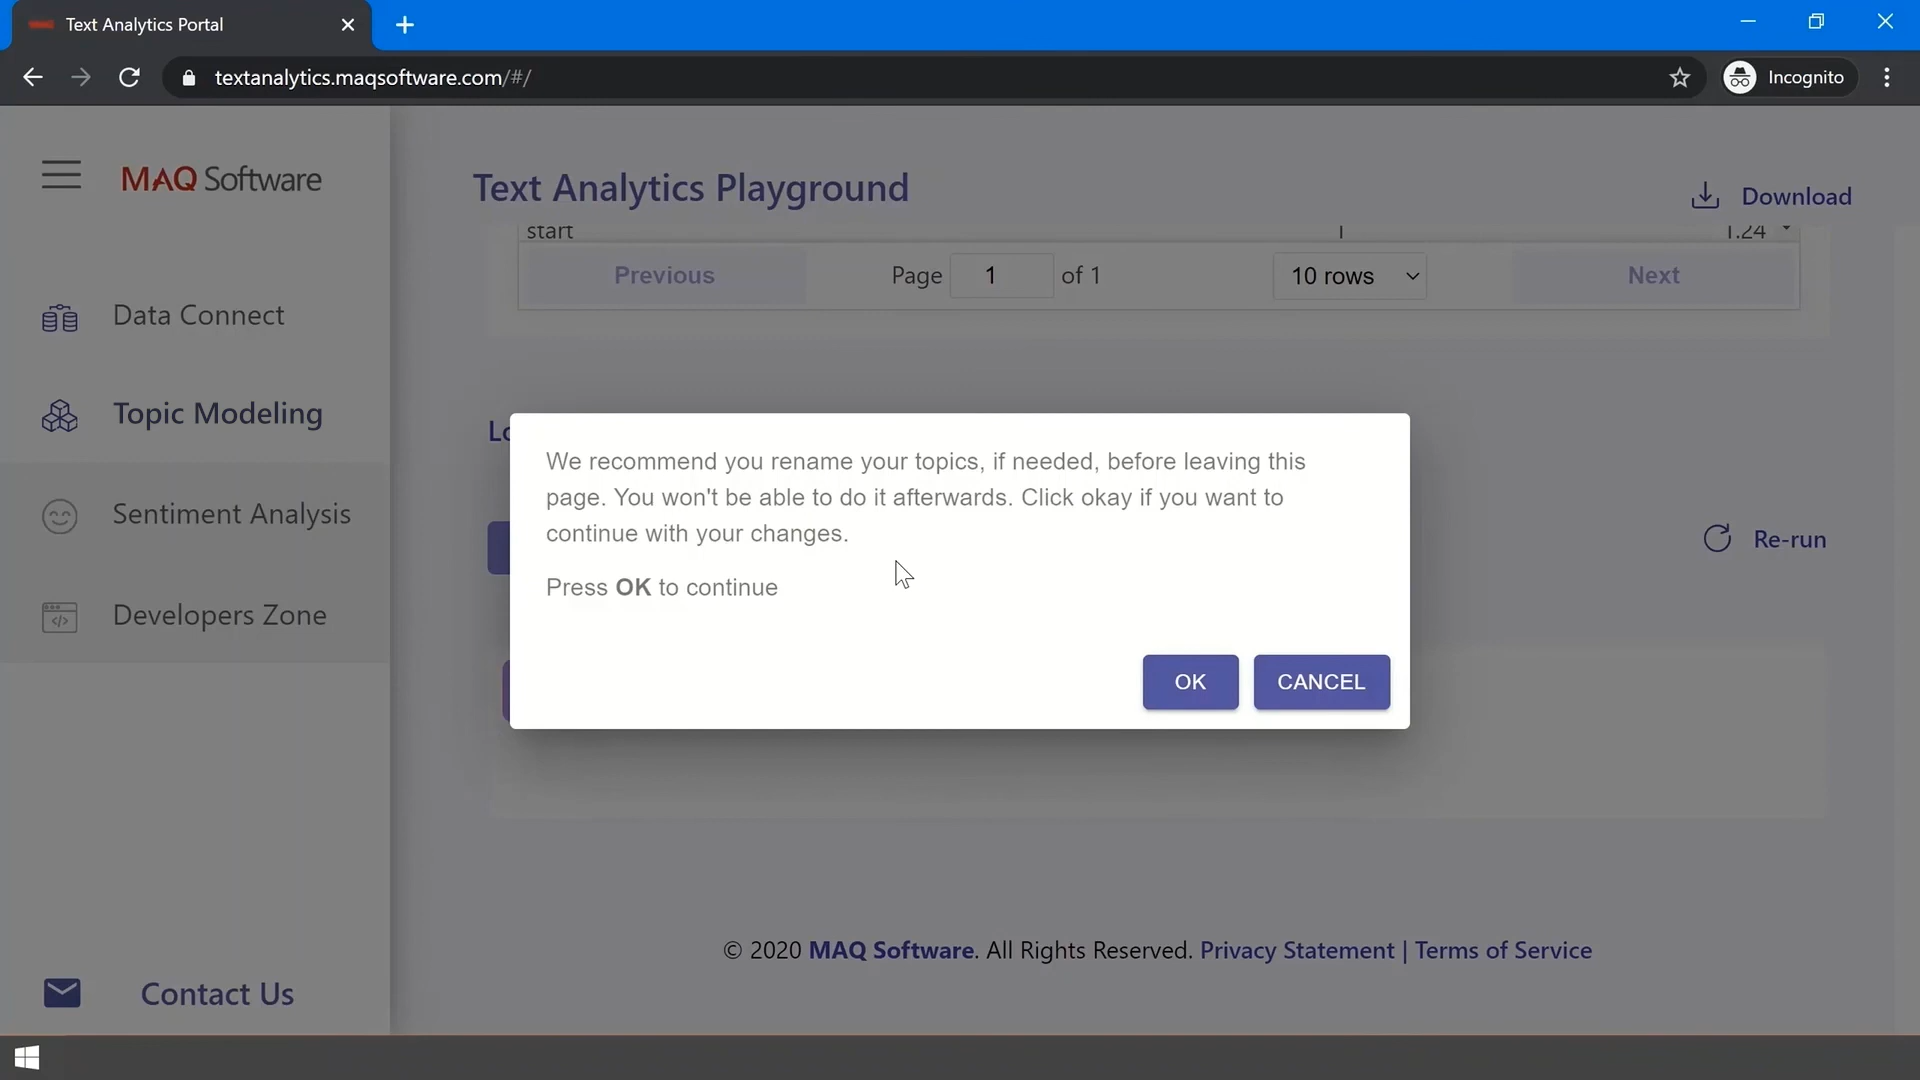 Text Analytics Portal
textanalytics.maqsoftware.com/#/
Incognito
MAQ Software
Text Analytics Playground
Download
start 1.24
Previous Page 1 of 1 10 rows Next
Data Connect
Topic Modeling
Lo
We recommend you rename your topics, if needed, before leaving this
page. You won't be able to do it afterwards. Click okay if you want to
continue with your changes.
Press OK to continue
OK CANCEL
Sentiment Analysis
Re-run
Developers Zone
© 2020 MAQ Software. All Rights Reserved. Privacy Statement | Terms of Service
Contact Us